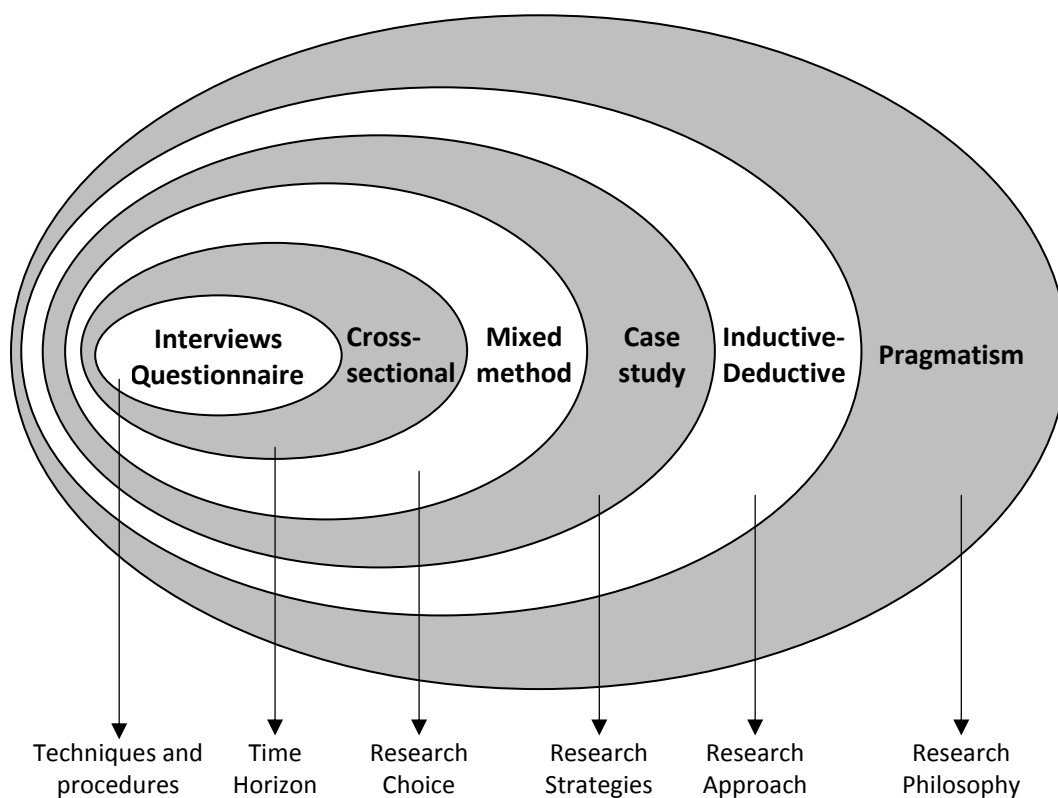 Interviews
Questionnaire
Cross-
sectional
Mixed
method
Case
study
Inductive-
Deductive
Pragmatism
Techniques and
procedures
Time
Horizon
Research
Choice
Research
Strategies
Research
Approach
Research
Philosophy